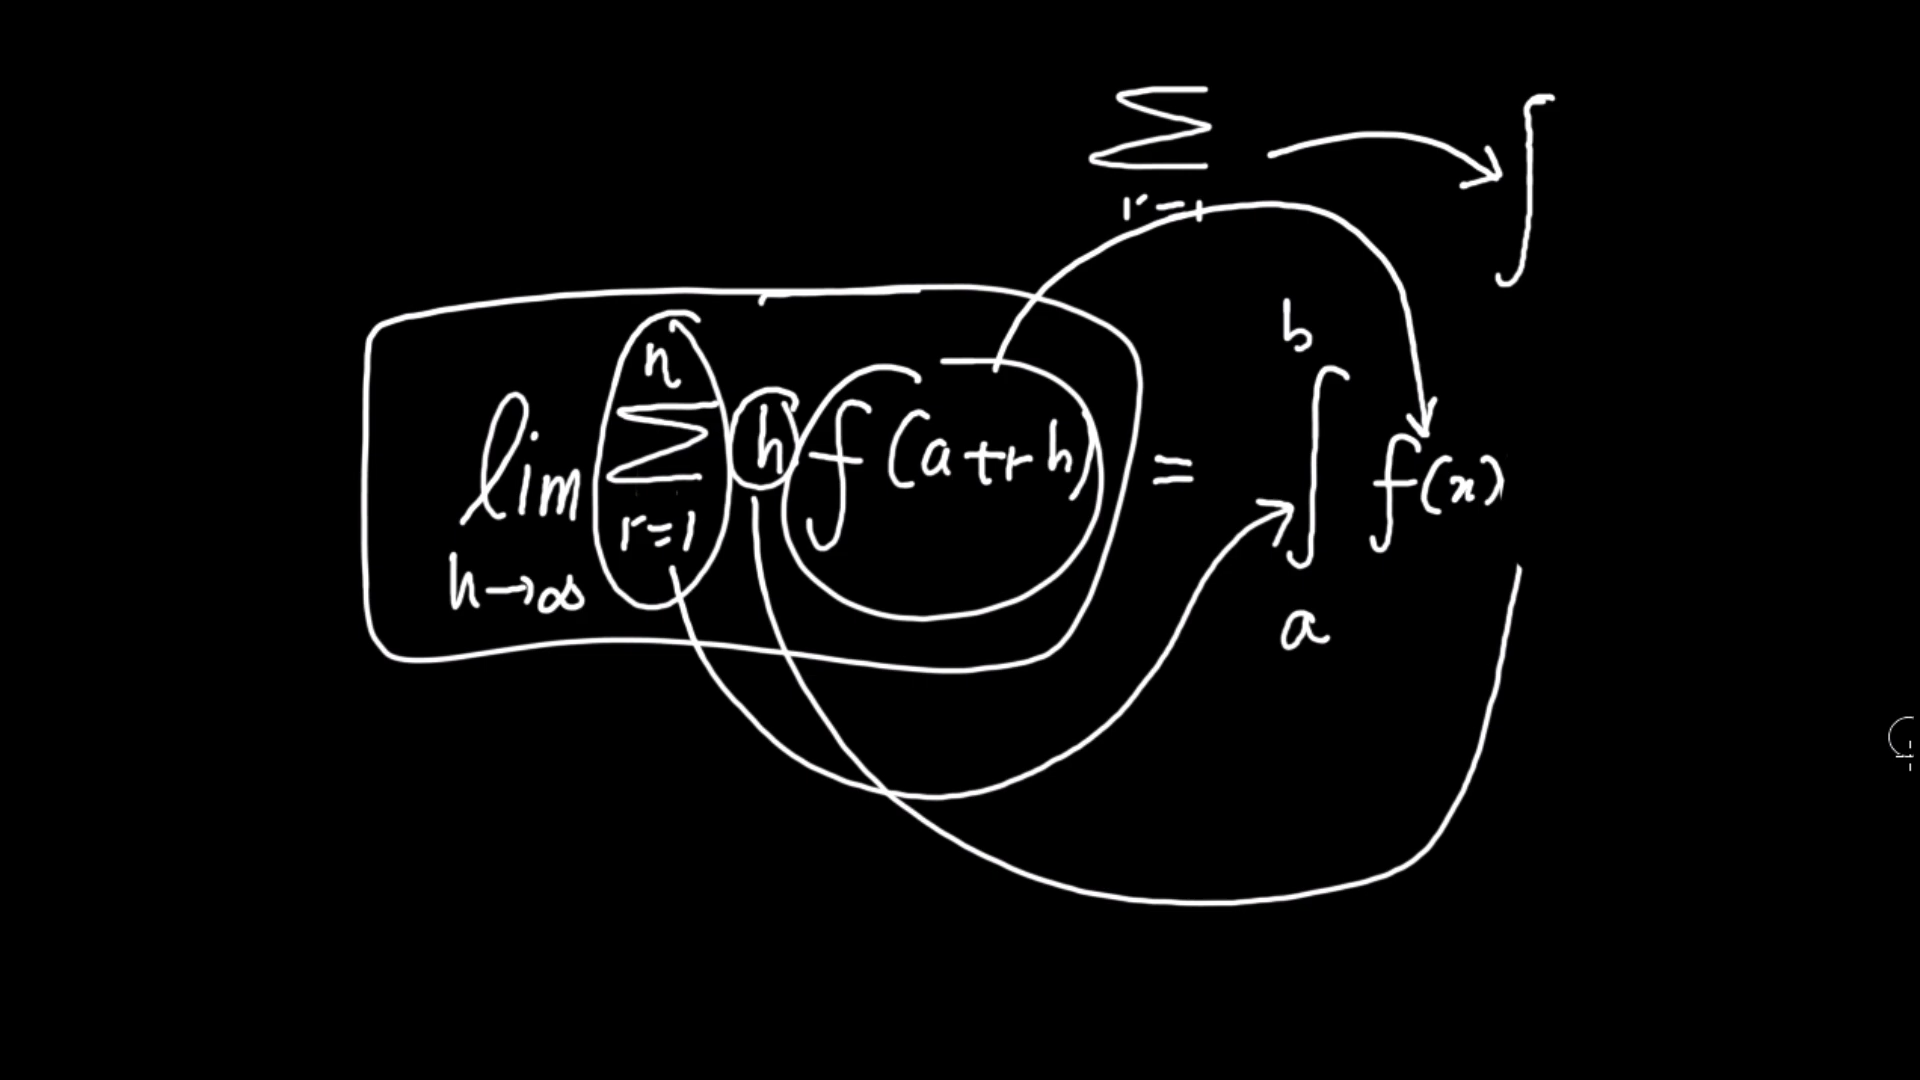 ∑ ∫
r=1
lim ∑ h f(a+rh) = ∫ f(x)
n
r=1
h→∞
b
a